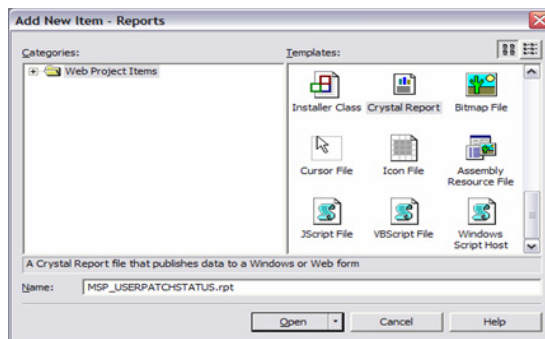 Add New Item - Reports
Categories:
Templates:
Web Project Items
Installer Class
Crystal Report
Bitmap File
Cursor File
Icon File
Assembly
Resource File
JScript File
VBScript File
Windows
Script Host
A Crystal Report file that publishes data to a Windows or Web form
Name:
MSP_USERPATCHSTATUS.rpt
Open
Cancel
Help